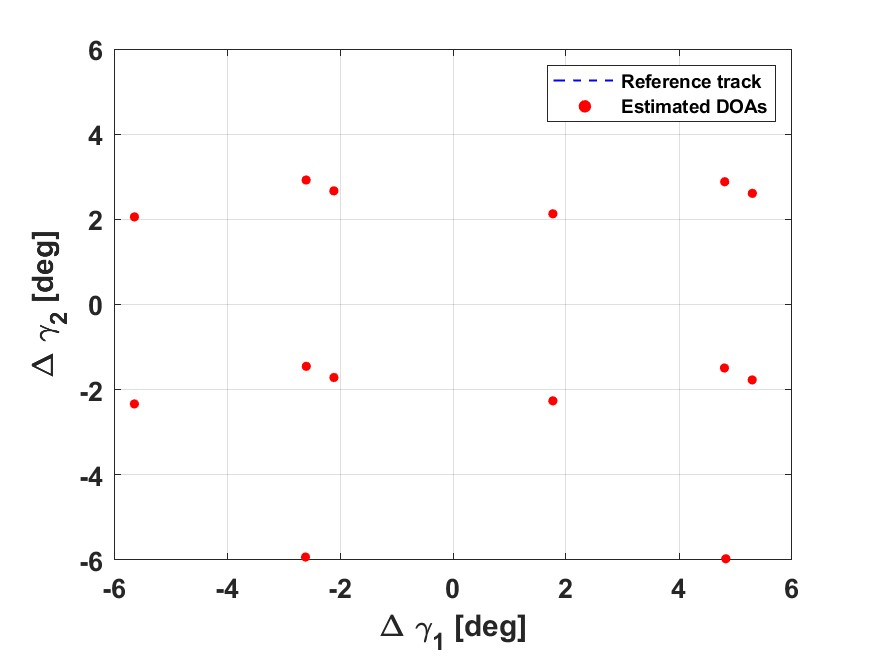 Reference track
Estimated DOAs
6
4
2
0
-2
-4
-6
-6 -4 -2 0 2 4 6
Δ γ2 [deg]
Δ γ1 [deg]